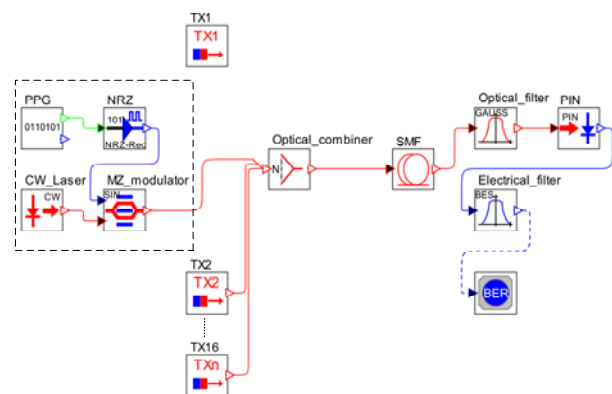 TX1
TX1
PPG
0110101
NRZ
101
NRZ-Rec
CW_Laser
CW
MZ_modulator
SIN
Optical_combiner
N
SMF
Optical_filter
GAUSS
PIN
PIN
Electrical_filter
BES
BER
TX2
TX2
TX16
TXn